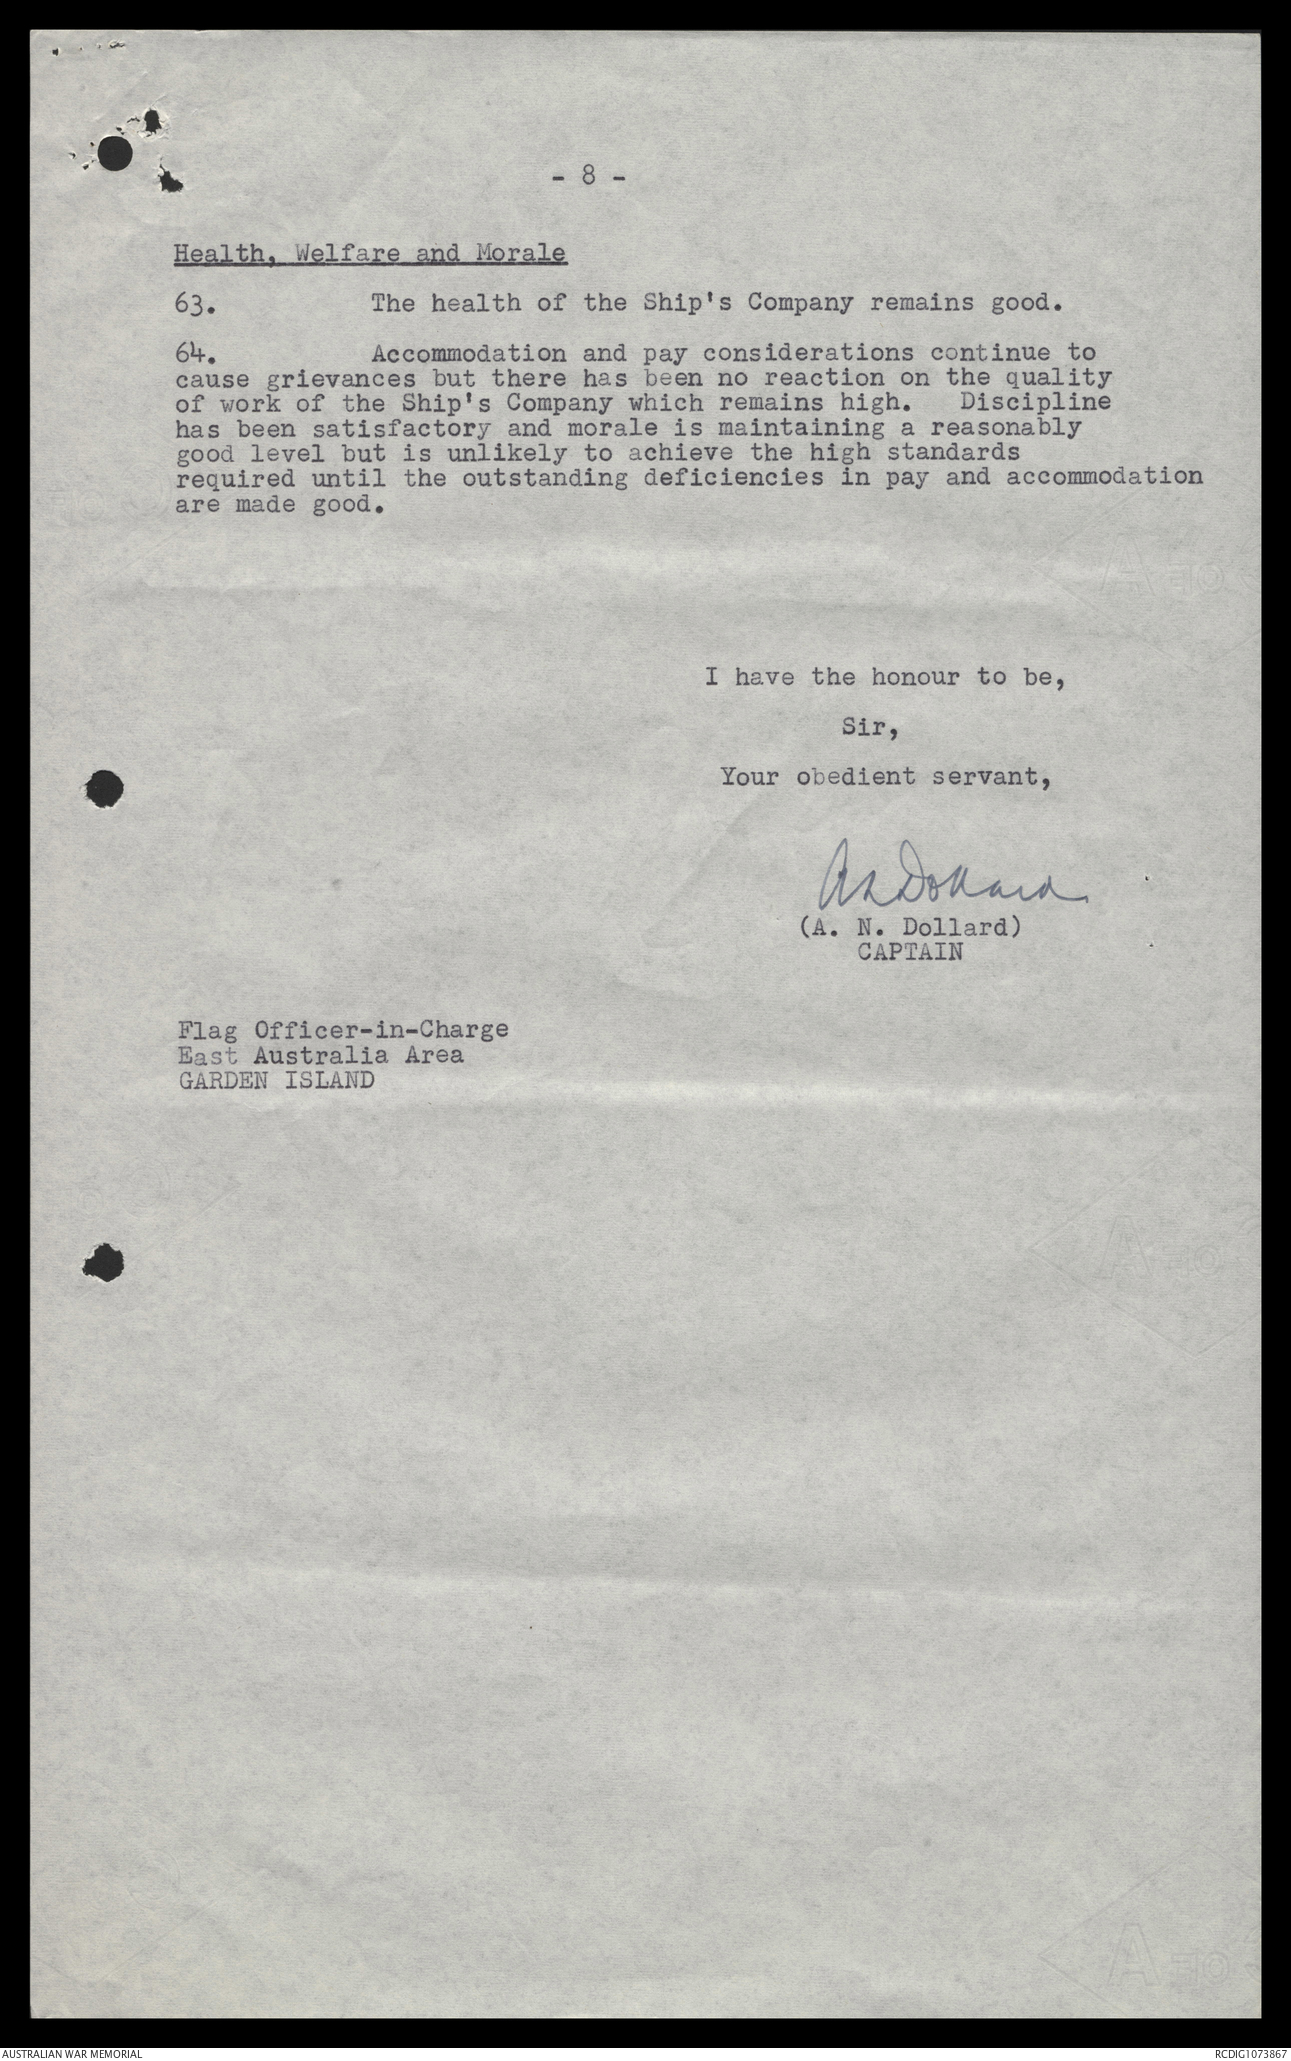 - 8 -
Health, Welfare and Morale
63. The health of the Ship's Company remains good.
64. Accommodation and pay considerations continue to
cause grievances but there has been no reaction on the quality
of work of the Ship's Company which remains high. Discipline
has been satisfactory and morale is maintaining a reasonably
good level but is unlikely to achieve the high standards
required until the outstanding deficiencies in pay and accommodation
are made good.
I have the honour to be,
Sir,
Your obedient servant,
A N Dollard
(A. N. Dollard)
CAPTAIN
Flag Officer-in-Charge
East Australia Area
GARDEN ISLAND
AUSTRALIAN WAR MEMORIAL
RCDIG1073867